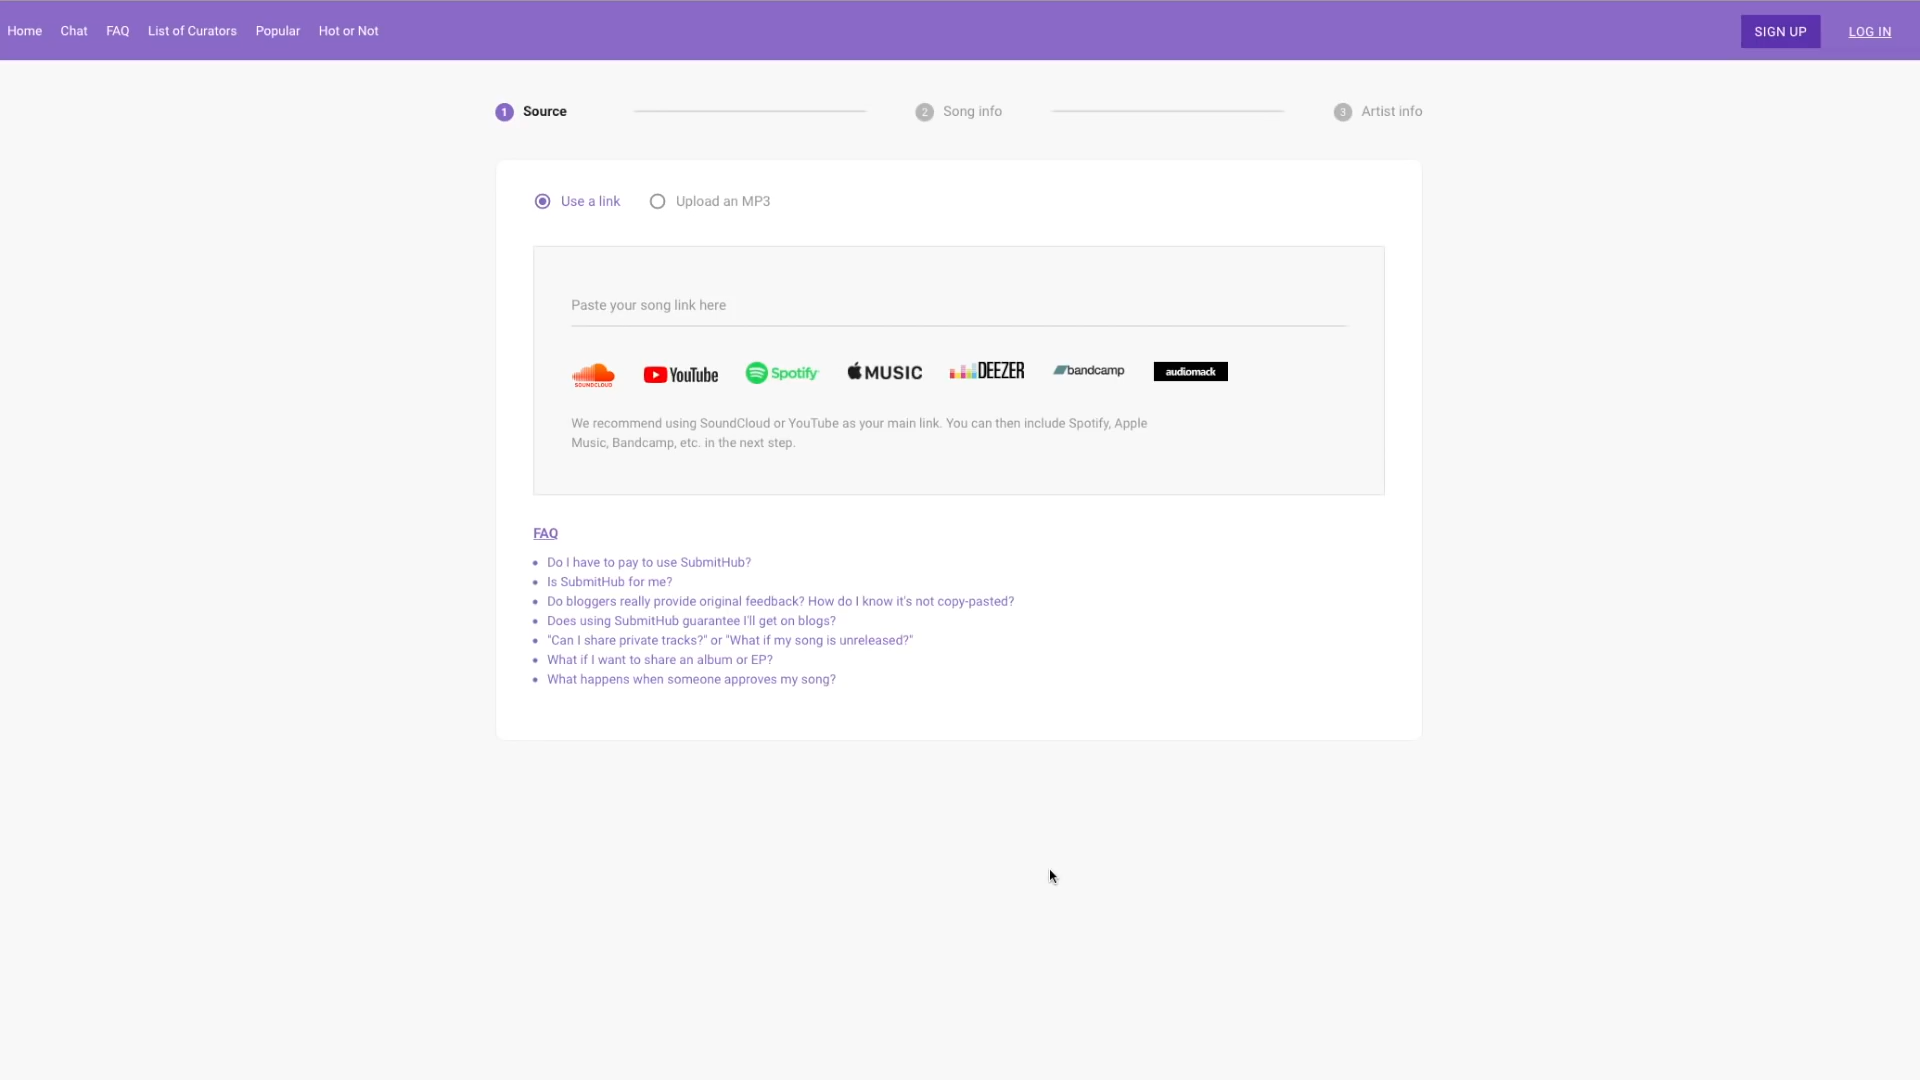 Home Chat FAQ List of Curators Popular Hot or Not SIGN UP LOG IN
1 Source 2 Song info 3 Artist info
Use a link Upload an MP3
Paste your song link here
SOUNDCLOUD YouTube Spotify MUSIC DEEZER bandcamp audiomack
We recommend using SoundCloud or YouTube as your main link. You can then include Spotify, Apple
Music, Bandcamp, etc. in the next step.
FAQ
Do I have to pay to use SubmitHub?
Is SubmitHub for me?
Do bloggers really provide original feedback? How do I know it's not copy-pasted?
Does using SubmitHub guarantee I'll get on blogs?
"Can I share private tracks?" or "What if my song is unreleased?"
What if I want to share an album or EP?
What happens when someone approves my song?